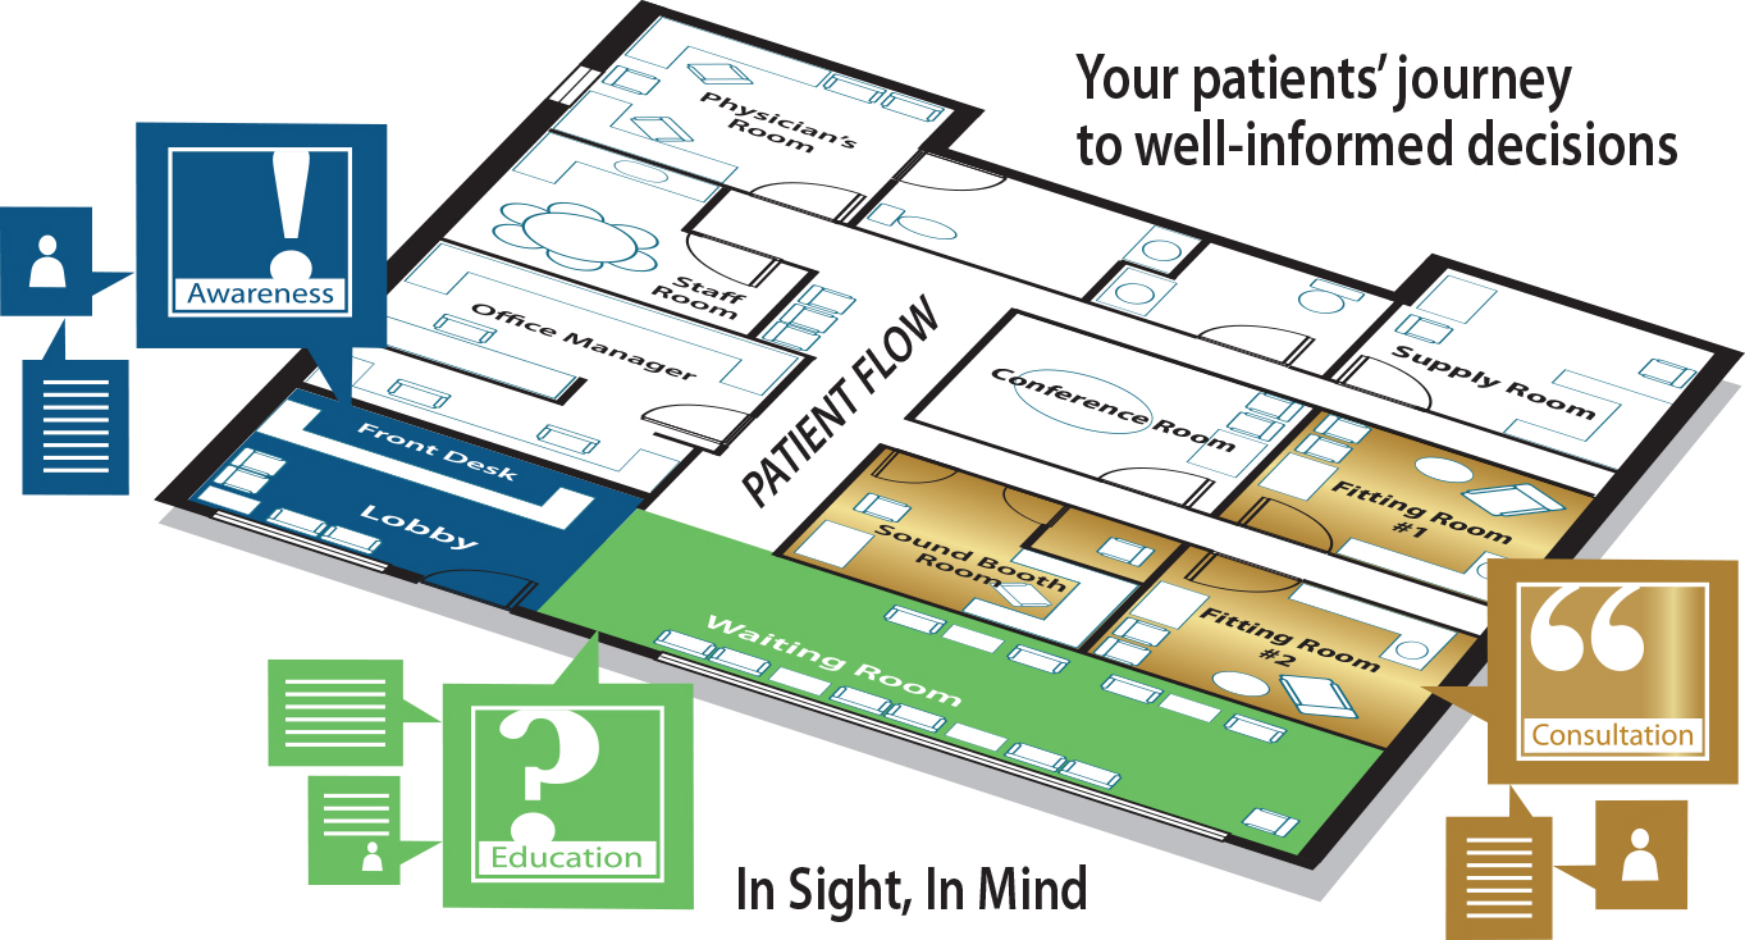 Your patients' journey
to well-informed decisions
Physician's
Room
Awareness
Staff
Room
Office Manager
PATIENT FLOW
Supply Room
Conference Room
Front Desk
Lobby
Fitting Room
#1
Sound Booth
Room
Fitting Room
#2
Waiting Room
Consultation
Education
In Sight, In Mind